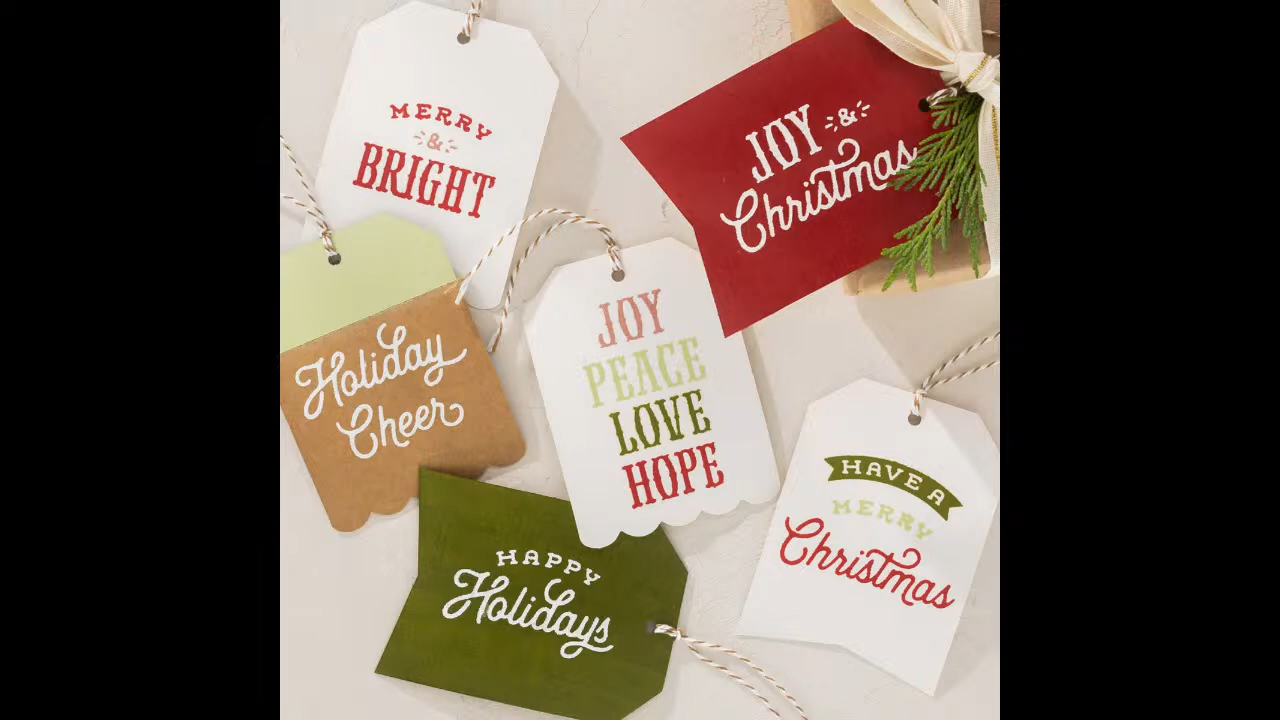 MERRY
&
BRIGHT
JOY &
Christmas
Holiday
Cheer
JOY
PEACE
LOVE
HOPE
HAVE A
MERRY
Christmas
HAPPY
Holidays